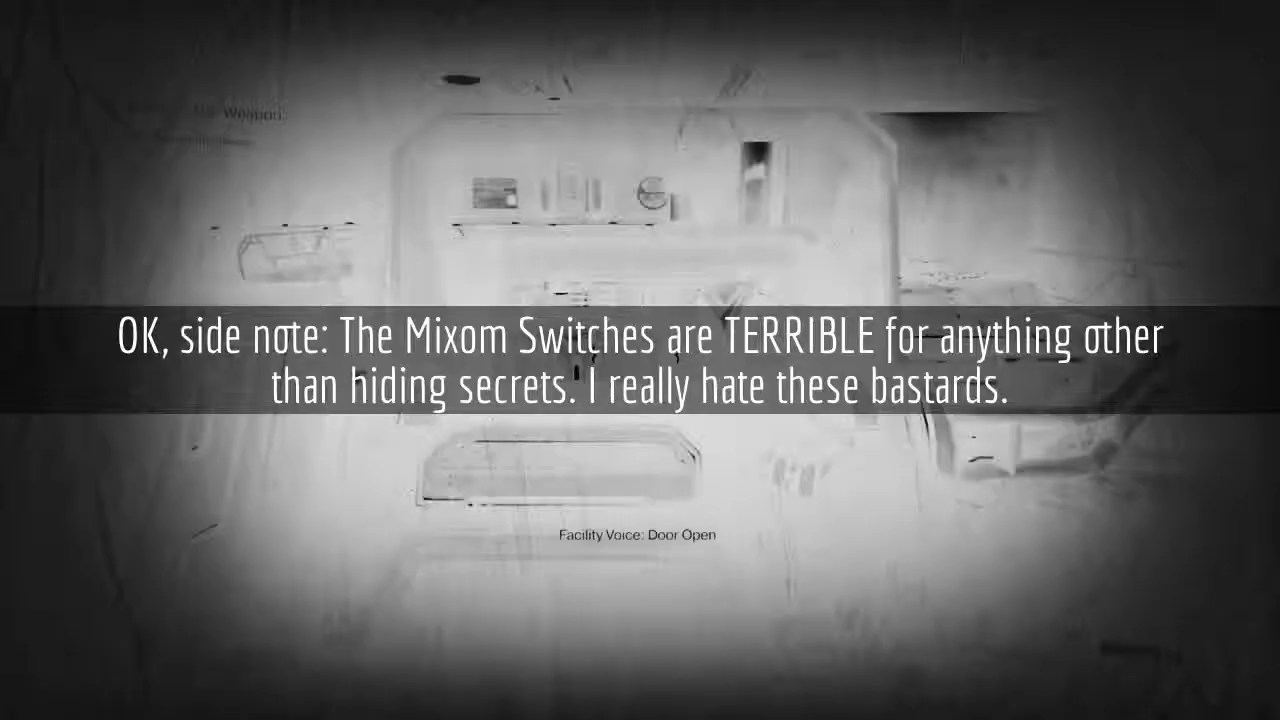 Weapon
OK, side note: The Mixom Switches are TERRIBLE for anything other
than hiding secrets. I really hate these bastards.
Facility Voice: Door Open